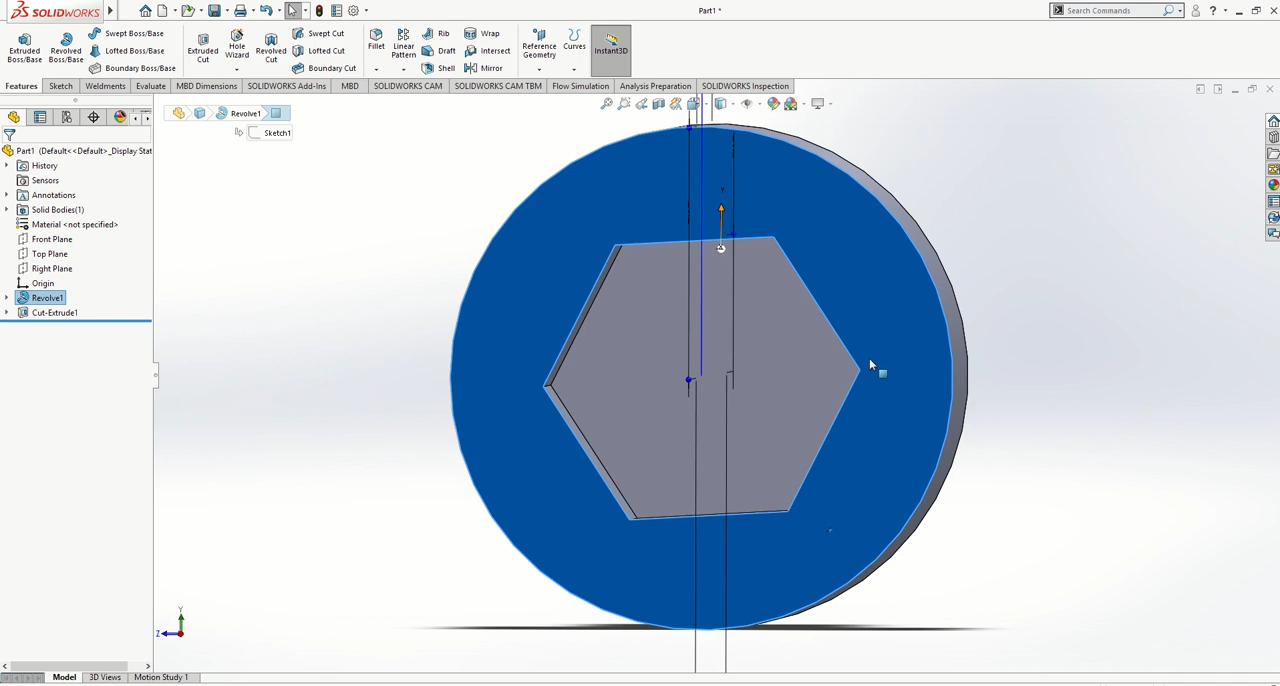 SOLIDWORKS
Part1 *
Search Commands
Extruded Boss/Base
Revolved Boss/Base
Swept Boss/Base
Lofted Boss/Base
Boundary Boss/Base
Extruded Cut
Hole Wizard
Revolved Cut
Swept Cut
Lofted Cut
Boundary Cut
Fillet
Linear Pattern
Rib
Draft
Shell
Wrap
Intersect
Mirror
Reference Geometry
Curves
Instant3D
Features
Sketch
Weldments
Evaluate
MBD Dimensions
SOLIDWORKS Add-Ins
MBD
SOLIDWORKS CAM
SOLIDWORKS CAM TBM
Flow Simulation
Analysis Preparation
SOLIDWORKS Inspection
Revolve1
Sketch1
Part1 (Default<<Default>_Display Stat
History
Sensors
Annotations
Solid Bodies(1)
Material <not specified>
Front Plane
Top Plane
Right Plane
Origin
Revolve1
Cut-Extrude1
Y
Y
Z
Model
3D Views
Motion Study 1